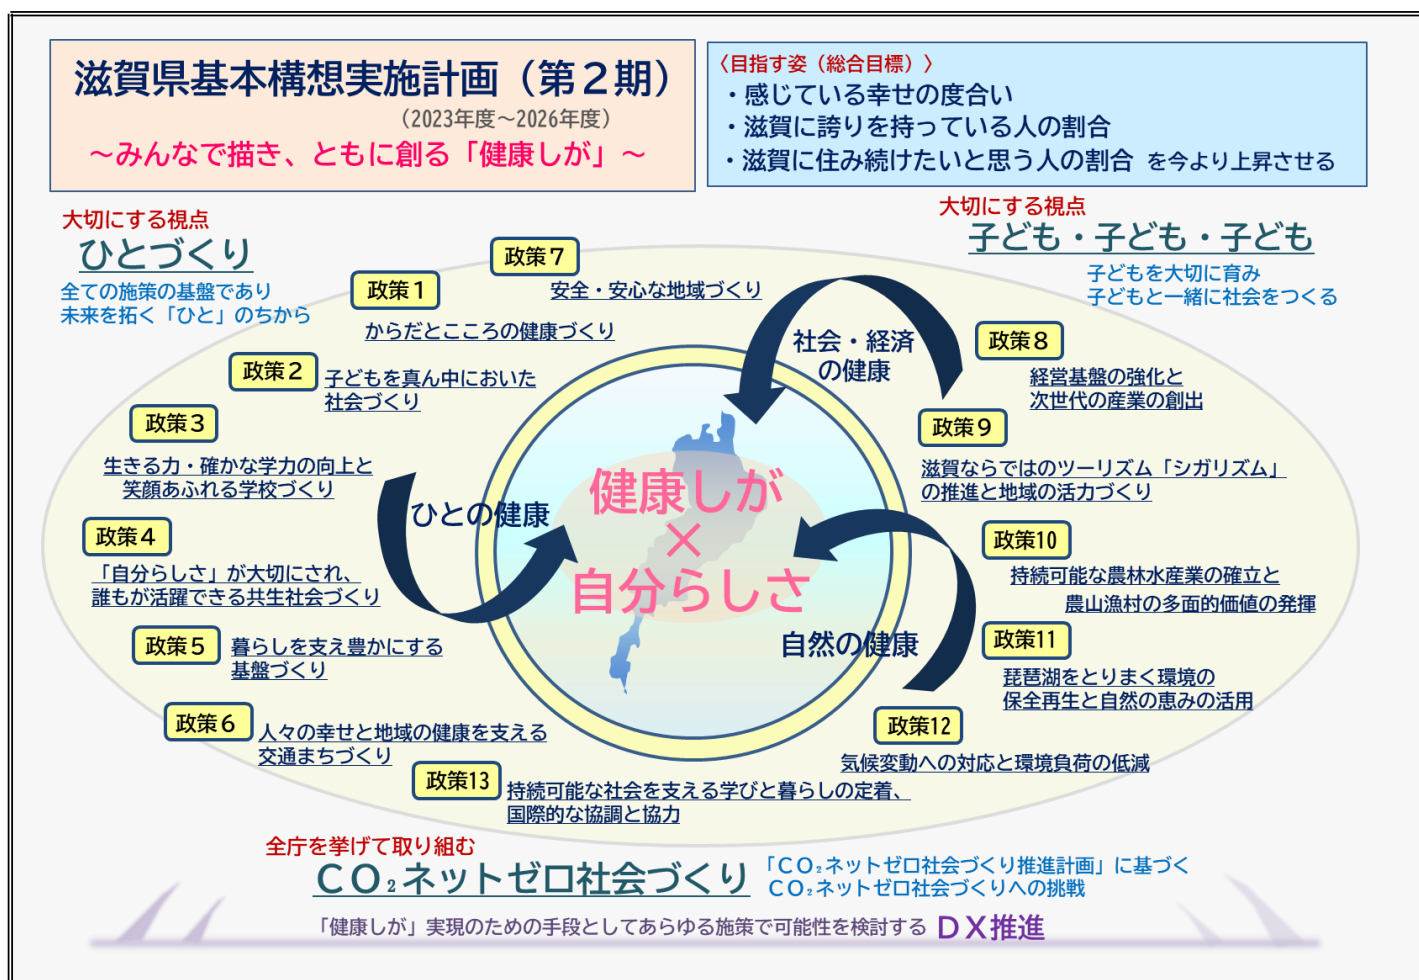 滋賀県基本構想実施計画（第２期）
（2023年度～2026年度）
～みんなで描き、ともに創る「健康しが」～
〈目指す姿（総合目標）〉
・感じている幸せの度合い
・滋賀に誇りを持っている人の割合
・滋賀に住み続けたいと思う人の割合 を今より上昇させる
大切にする視点
ひとづくり
全ての施策の基盤であり
未来を拓く「ひと」のちから
大切にする視点
子ども・子ども・子ども
子どもを大切に育み
子どもと一緒に社会をつくる
政策７
安全・安心な地域づくり
政策１
からだとこころの健康づくり
政策２
子どもを真ん中においた
社会づくり
政策３
生きる力・確かな学力の向上と
笑顔あふれる学校づくり
政策４
「自分らしさ」が大切にされ、
誰もが活躍できる共生社会づくり
政策５
暮らしを支え豊かにする
基盤づくり
政策６
人々の幸せと地域の健康を支える
交通まちづくり
政策13
持続可能な社会を支える学びと暮らしの定着、
国際的な協調と協力
社会・経済
の健康
ひとの健康
健康しが
×
自分らしさ
自然の健康
政策８
経営基盤の強化と
次世代の産業の創出
政策９
滋賀ならではのツーリズム「シガリズム」
の推進と地域の活力づくり
政策10
持続可能な農林水産業の確立と
農山漁村の多面的価値の発揮
政策11
琵琶湖をとりまく環境の
保全再生と自然の恵みの活用
政策12
気候変動への対応と環境負荷の低減
全庁を挙げて取り組む
ＣＯ₂ネットゼロ社会づくり
「ＣＯ₂ネットゼロ社会づくり推進計画」に基づく
ＣＯ₂ネットゼロ社会づくりへの挑戦
「健康しが」実現のための手段としてあらゆる施策で可能性を検討する ＤＸ推進